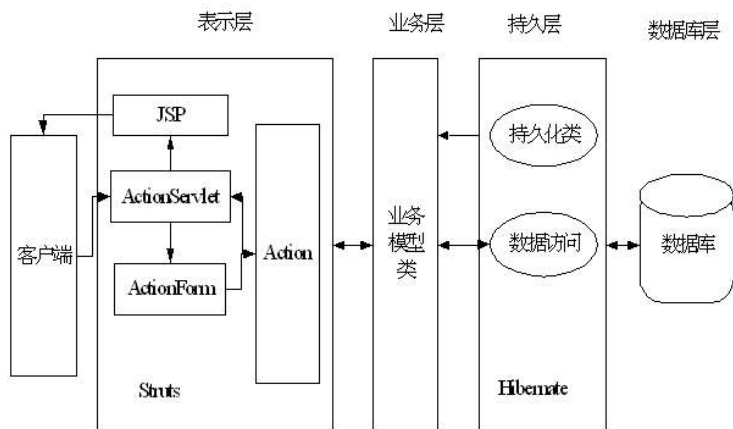 表示层
业务层
持久层
数据库层
JSP
ActionServlet
ActionForm
Action
客户端
Struts
业务
模型
类
持久化类
数据访问
Hibernate
数据库